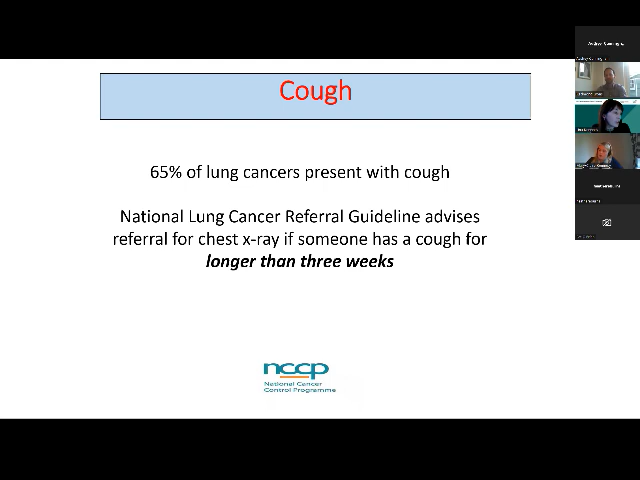 Cough
65% of lung cancers present with cough
National Lung Cancer Referral Guideline advises
referral for chest x-ray if someone has a cough for
longer than three weeks
nccp
National Cancer
Control Programme